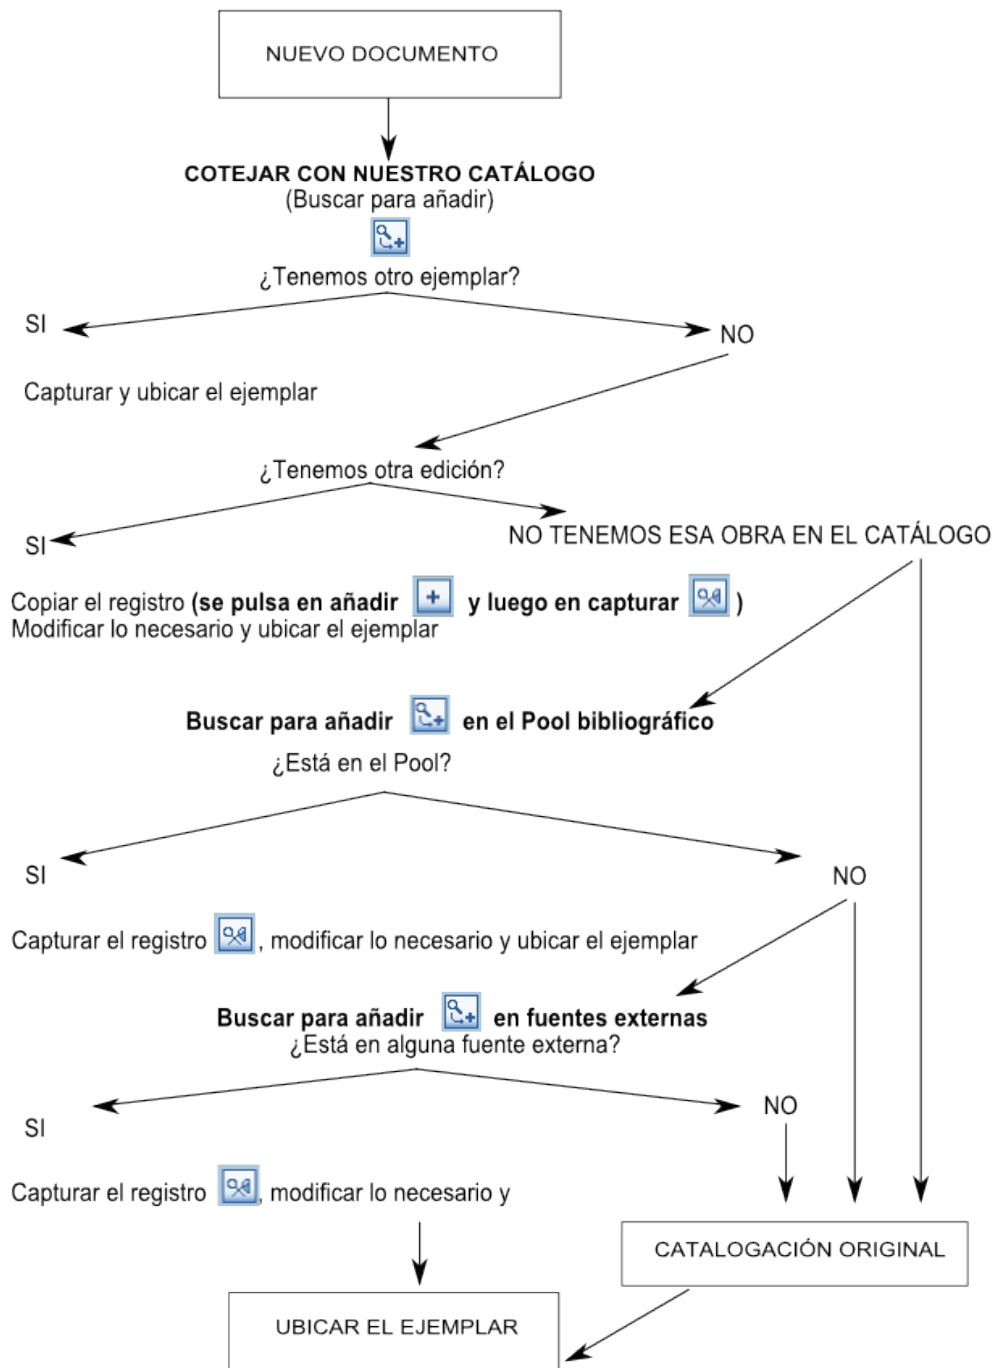 NUEVO DOCUMENTO
COTEJAR CON NUESTRO CATÁLOGO
(Buscar para añadir)
¿Tenemos otro ejemplar?
SI
NO
Capturar y ubicar el ejemplar
¿Tenemos otra edición?
NO TENEMOS ESA OBRA EN EL CATÁLOGO
SI
Copiar el registro (se pulsa en añadir + y luego en capturar )
Modificar lo necesario y ubicar el ejemplar
Buscar para añadir en el Pool bibliográfico
¿Está en el Pool?
SI
NO
Capturar el registro , modificar lo necesario y ubicar el ejemplar
Buscar para añadir en fuentes externas
¿Está en alguna fuente externa?
NO
SI
Capturar el registro , modificar lo necesario y
CATALOGACIÓN ORIGINAL
UBICAR EL EJEMPLAR